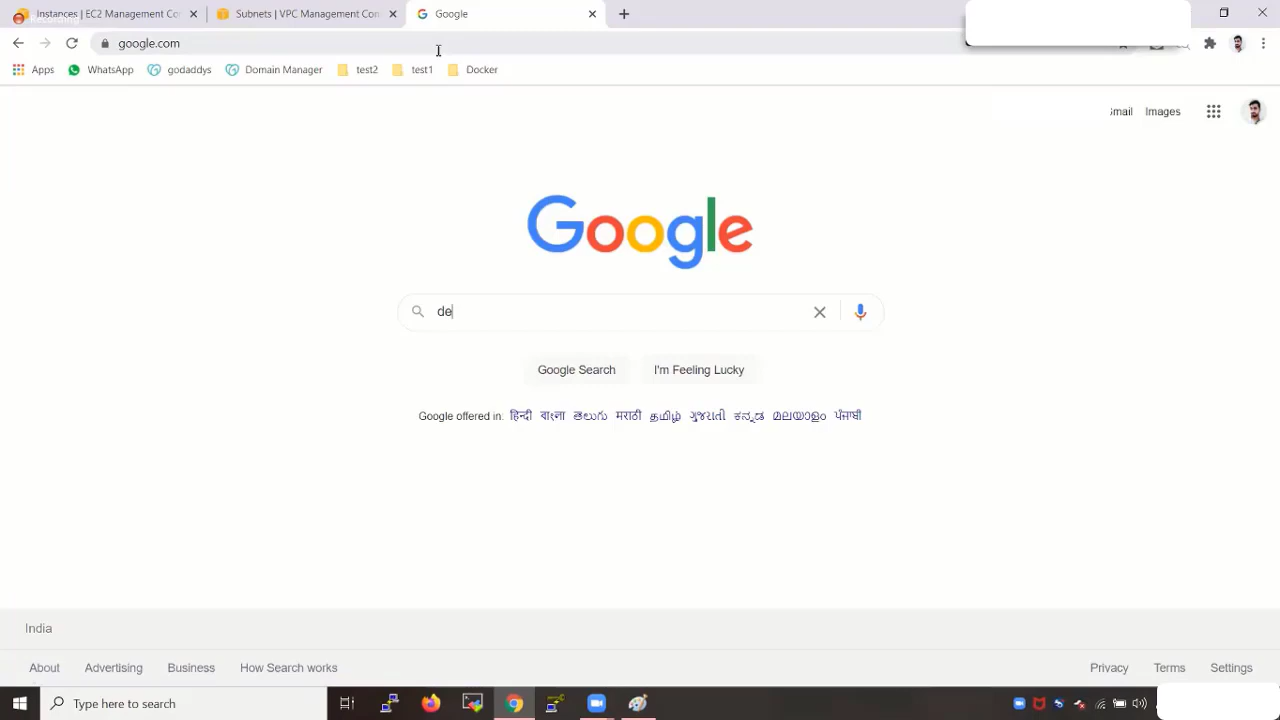 Instances | EC2 Management Con
Subnets | VPC Management Con
Google
google.com
Apps
WhatsApp
godaddys
Domain Manager
test2
test1
Docker
Gmail
Images
Google
de
Google Search
I'm Feeling Lucky
Google offered in: हिन्दी বাংলা తెలుగు मराठी தமிழ் ગુજરાતી ಕನ್ನಡ മലയാളം ਪੰਜਾਬੀ
India
About
Advertising
Business
How Search works
Privacy
Terms
Settings
Type here to search